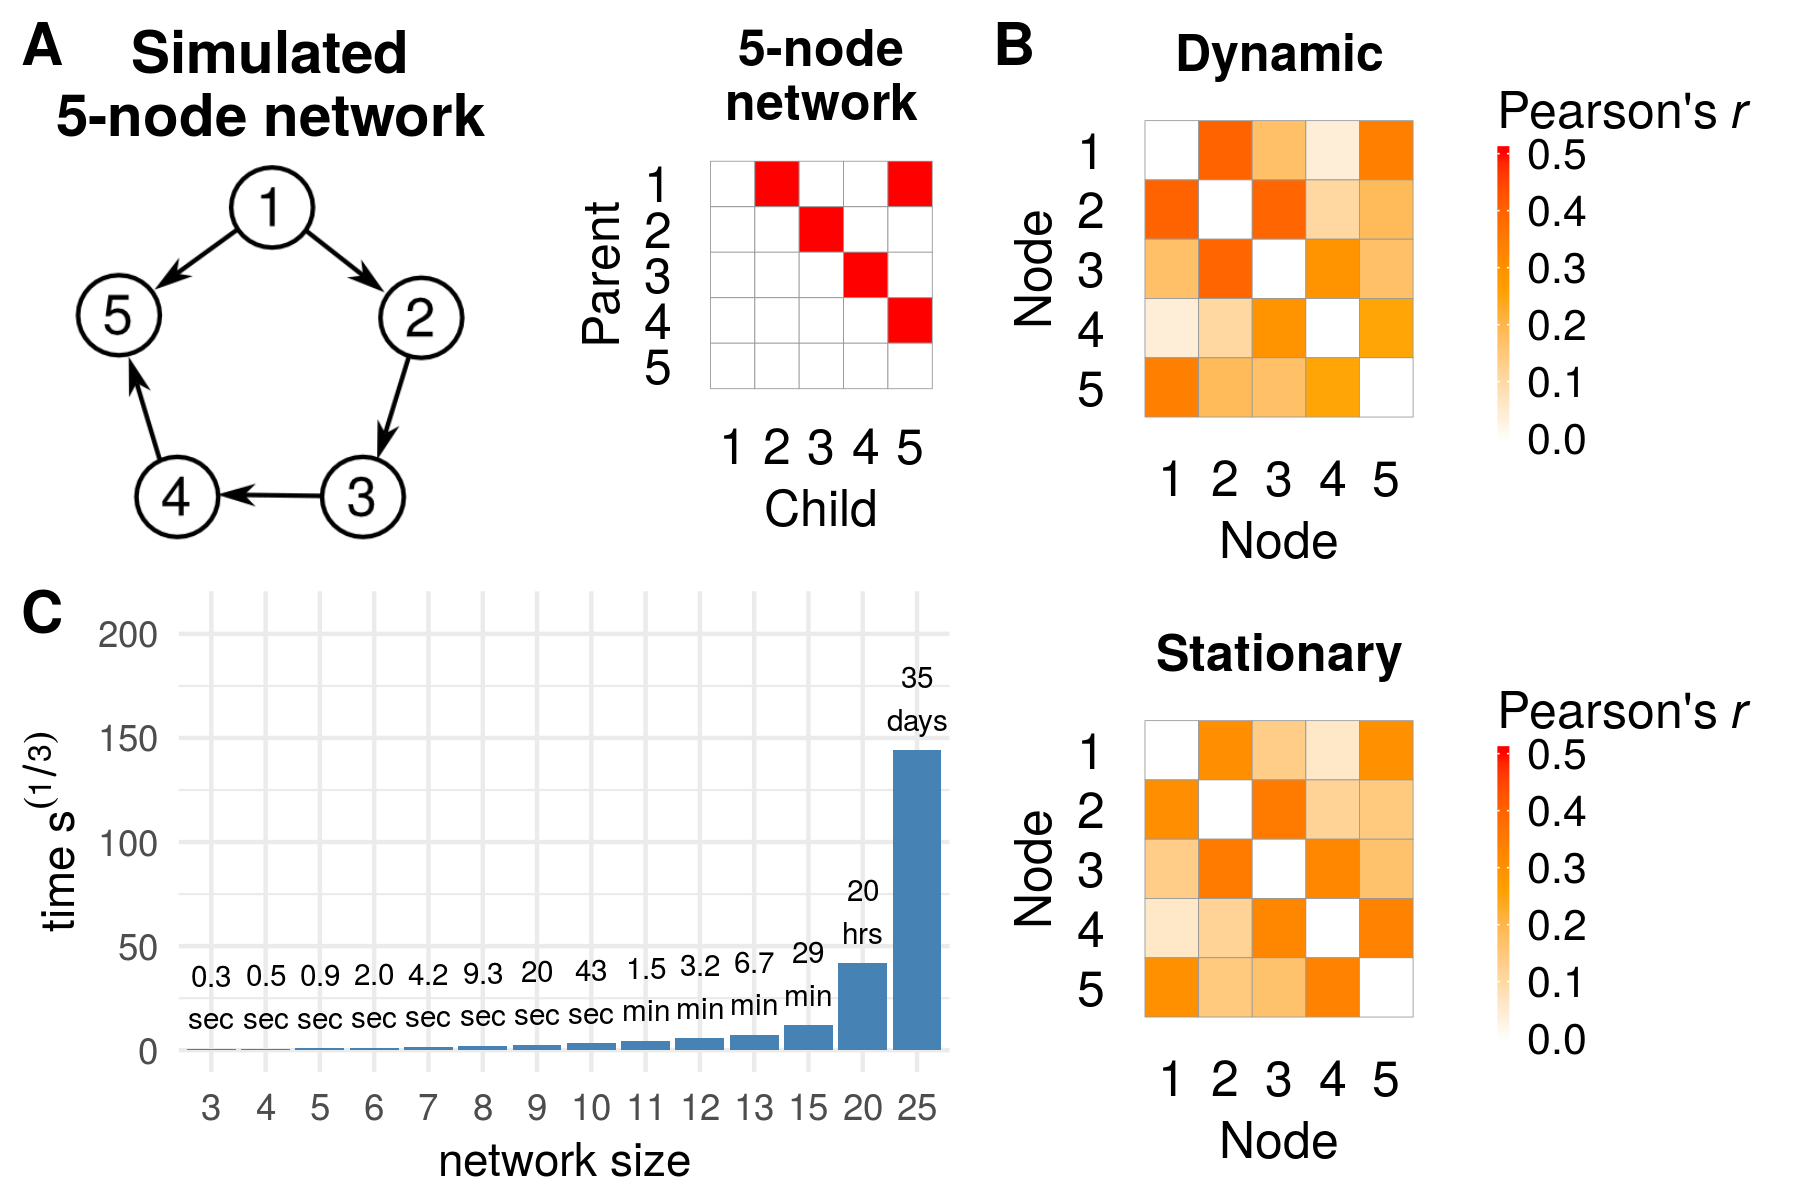 A
Simulated
5-node network
1
5
2
4
3
5-node
network
Parent
1
2
3
4
5
1 2 3 4 5
Child
B
Dynamic
Node
1
2
3
4
5
1 2 3 4 5
Node
Pearson's r
0.5
0.4
0.3
0.2
0.1
0.0
Stationary
Node
1
2
3
4
5
1 2 3 4 5
Node
Pearson's r
0.5
0.4
0.3
0.2
0.1
0.0
C
time s(1/3)
200
150
100
50
0
0.3
sec
0.5
sec
0.9
sec
2.0
sec
4.2
sec
9.3
sec
20
sec
43
sec
1.5
min
3.2
min
6.7
min
29
min
20
hrs
35
days
3 4 5 6 7 8 9 10 11 12 13 15 20 25
network size